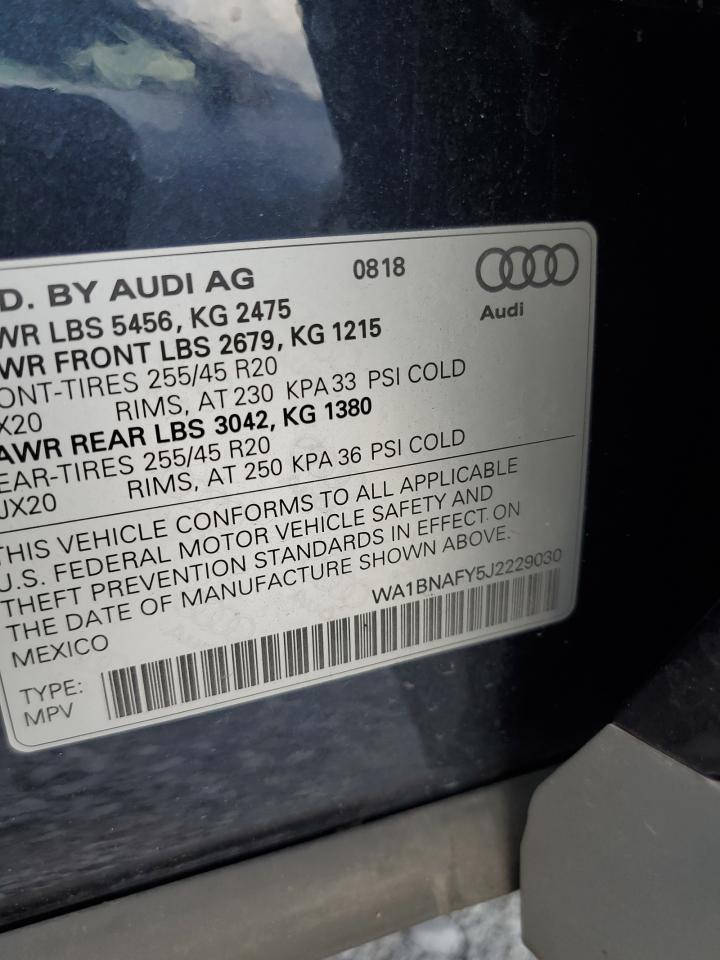 D. BY AUDI AG 0818
Audi
WR LBS 5456, KG 2475
WR FRONT LBS 2679, KG 1215
ONT-TIRES 255/45 R20
X20 RIMS, AT 230 KPA 33 PSI COLD
AWR REAR LBS 3042, KG 1380
EAR-TIRES 255/45 R20
JX20 RIMS, AT 250 KPA 36 PSI COLD
THIS VEHICLE CONFORMS TO ALL APPLICABLE
U.S. FEDERAL MOTOR VEHICLE SAFETY AND
THEFT PREVENTION STANDARDS IN EFFECT ON
THE DATE OF MANUFACTURE SHOWN ABOVE.
MEXICO WA1BNAFY5J2229030
TYPE:
MPV